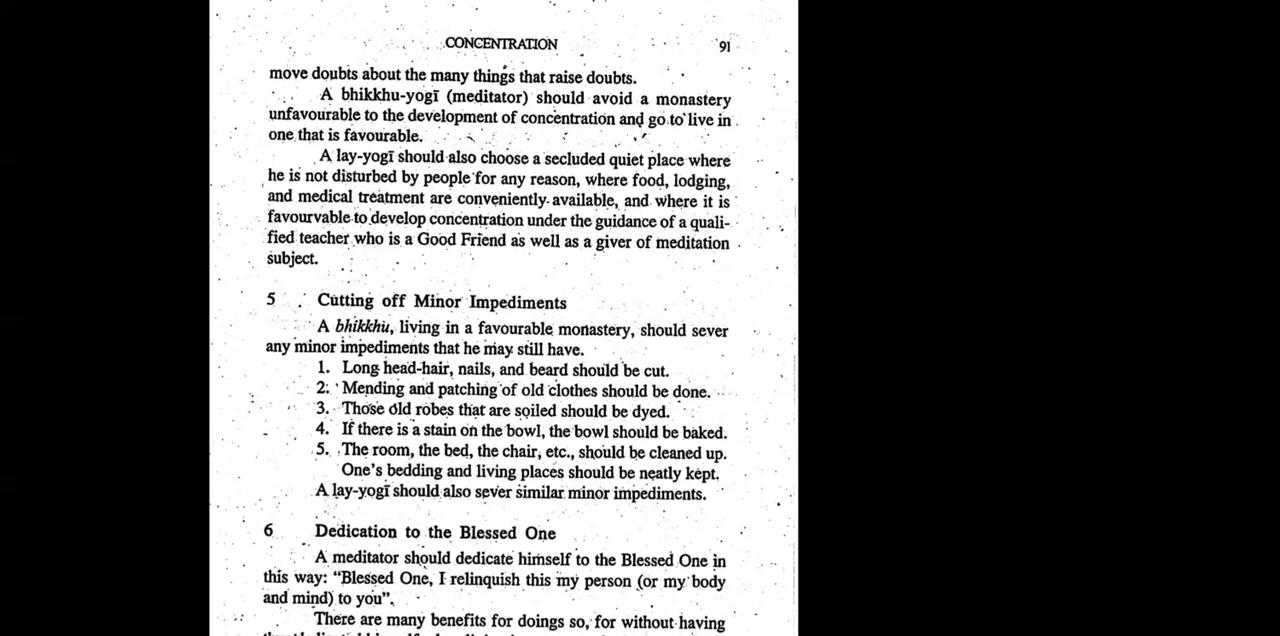 CONCENTRATION 91
move doubts about the many things that raise doubts.
A bhikkhu-yogī (meditator) should avoid a monastery
unfavourable to the development of concentration and go to live in
one that is favourable.
A lay-yogī should also choose a secluded quiet place where
he is not disturbed by people for any reason, where food, lodging,
and medical treatment are conveniently available, and where it is
favourvable to develop concentration under the guidance of a quali-
fied teacher who is a Good Friend as well as a giver of meditation
subject.
5 Cutting off Minor Impediments
A bhikkhu, living in a favourable monastery, should sever
any minor impediments that he may still have.
1. Long head-hair, nails, and beard should be cut.
2. Mending and patching of old clothes should be done.
3. Those old robes that are soiled should be dyed.
4. If there is a stain on the bowl, the bowl should be baked.
5. The room, the bed, the chair, etc., should be cleaned up.
One's bedding and living places should be neatly kept.
A lay-yogī should also sever similar minor impediments.
6 Dedication to the Blessed One
A meditator should dedicate himself to the Blessed One in
this way: “Blessed One, I relinquish this my person (or my body
and mind) to you”.
There are many benefits for doings so, for without having